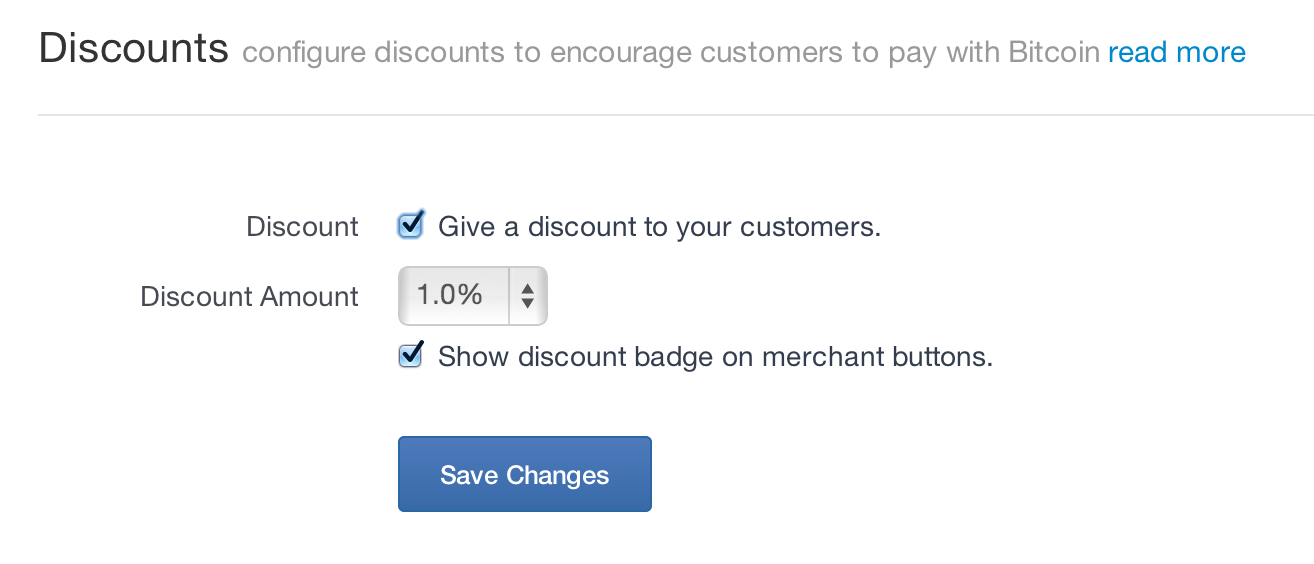 Discounts configure discounts to encourage customers to pay with Bitcoin read more
Discount Give a discount to your customers.
Discount Amount 1.0%
Show discount badge on merchant buttons.
Save Changes